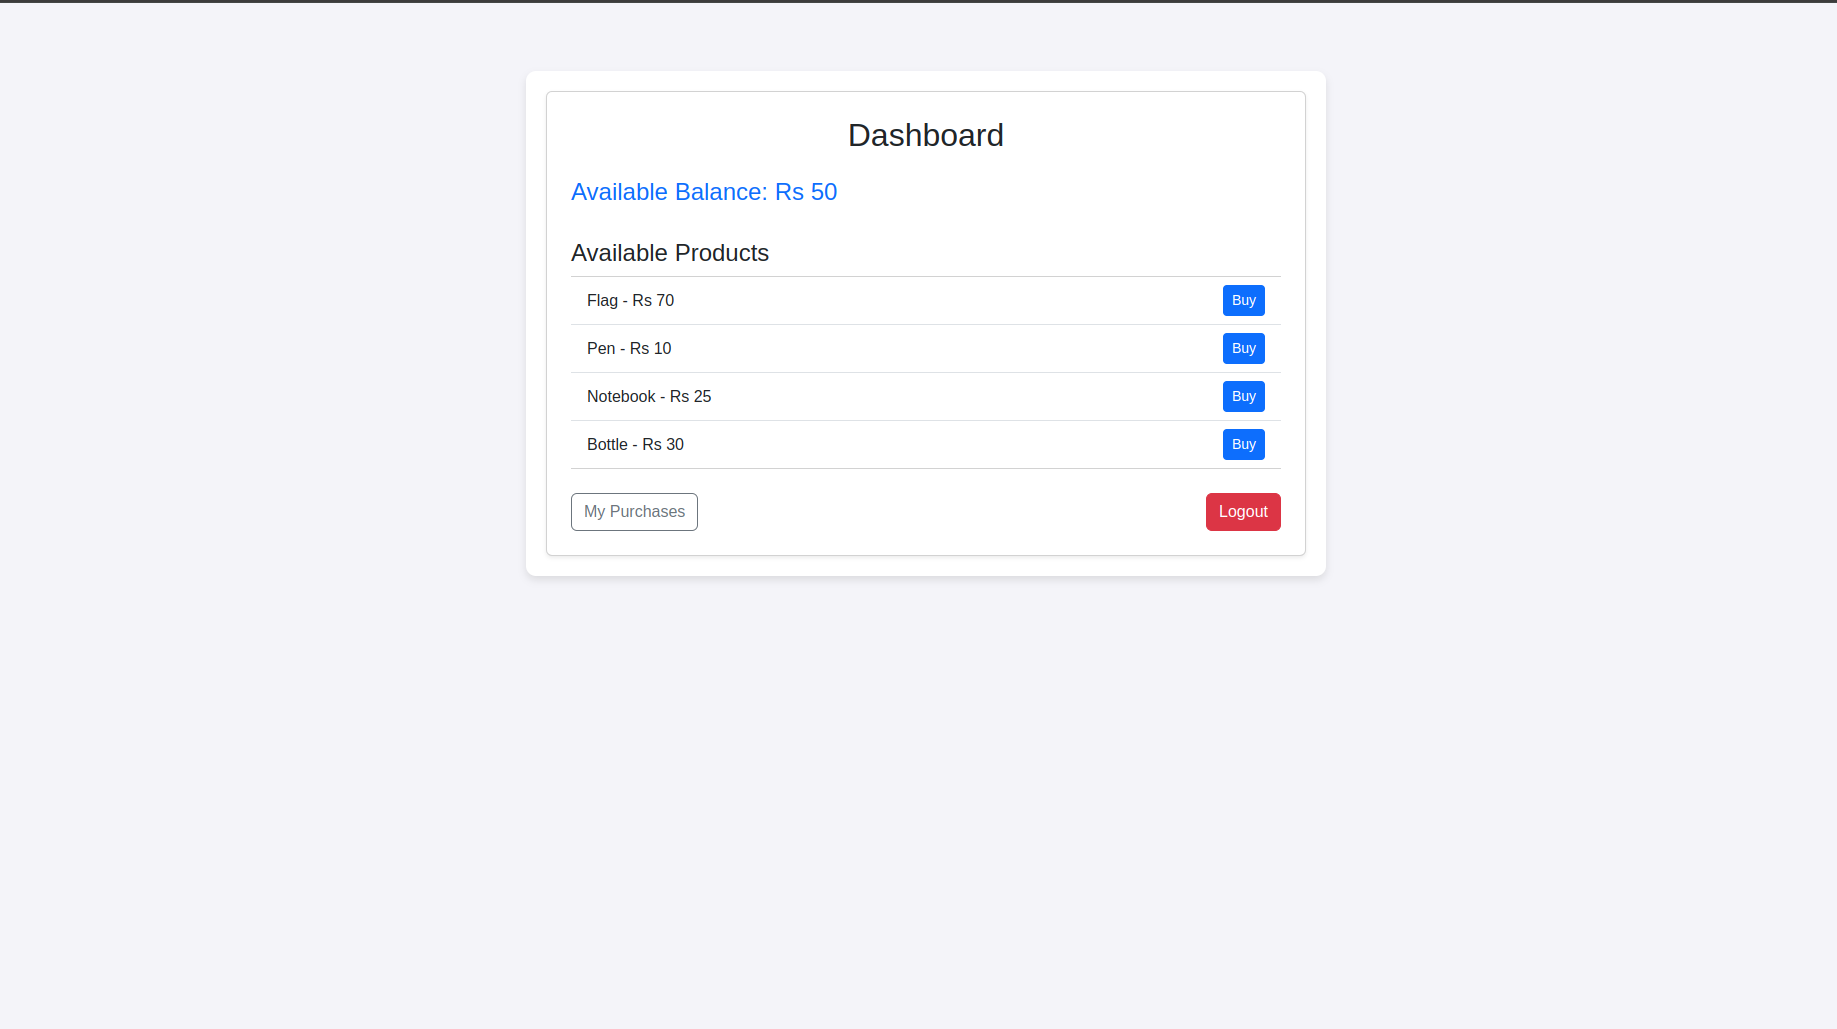 Dashboard
Available Balance: Rs 50
Available Products
Flag - Rs 70
Buy
Pen - Rs 10
Buy
Notebook - Rs 25
Buy
Bottle - Rs 30
Buy
My Purchases
Logout